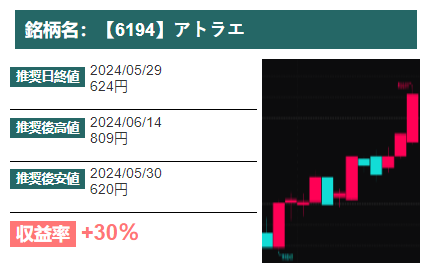 銘柄名：【6194】アトラエ
推奨日終値 2024/05/29
624円
推奨後高値 2024/06/14
809円
推奨後安値 2024/05/30
620円
収益率 +30%